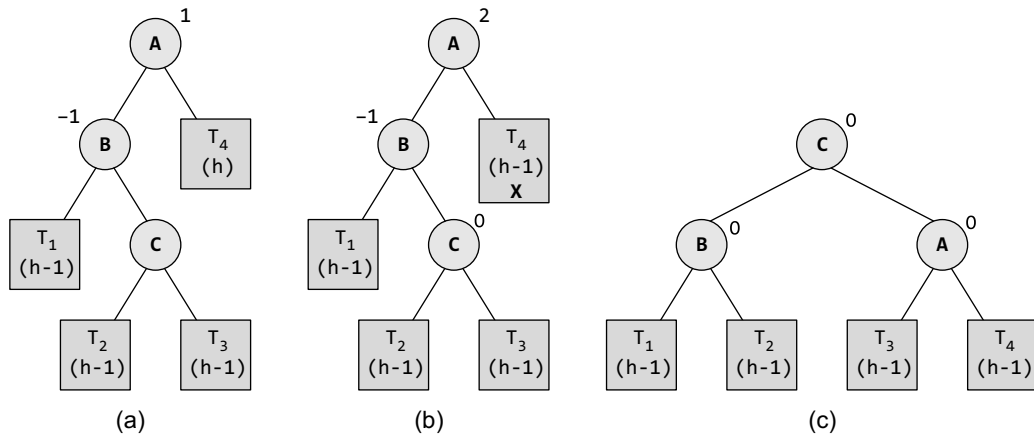 1
A
−1
B
T4
(h)
T1
(h-1)
C
T2
(h-1)
T3
(h-1)
(a)
2
A
−1
B
T4
(h-1)
X
T1
(h-1)
0
C
T2
(h-1)
T3
(h-1)
(b)
0
C
0
B
0
A
T1
(h-1)
T2
(h-1)
T3
(h-1)
T4
(h-1)
(c)